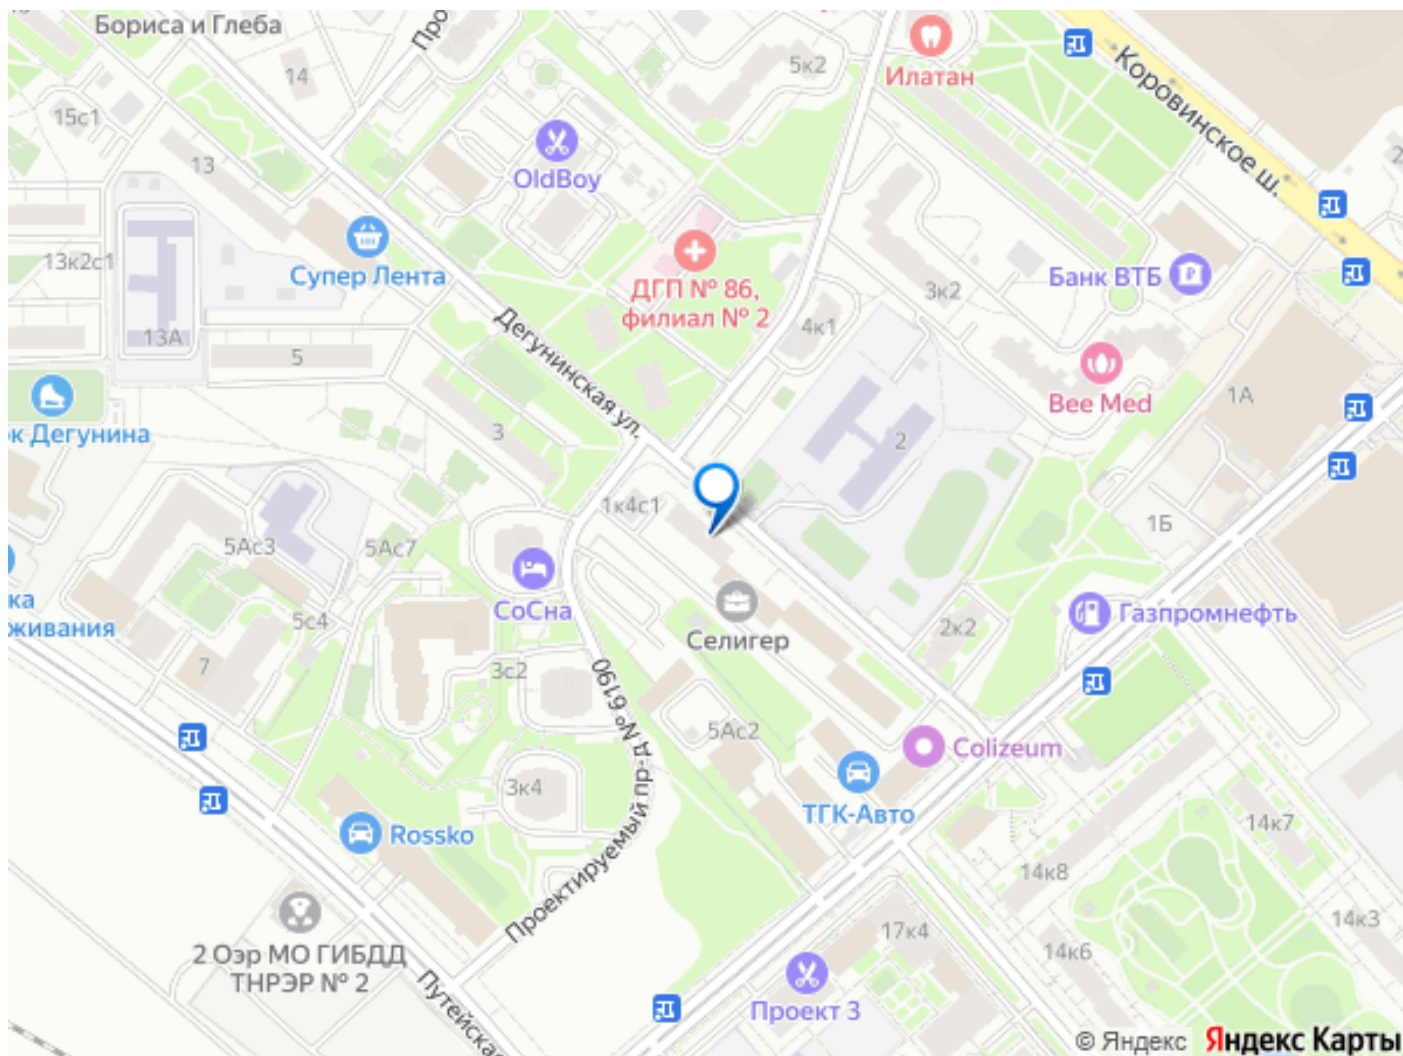 Бориса и Глеба
Про
14
5к2
Илатан
Коровинское ш.
15с1
13
OldBoy
2
13к2с1
Супер Лента
ДГП № 86,
филиал № 2
3к2
Банк ВТБ
13А
5
Дегунинская ул.
4к1
Bee Med
1А
к Дегунина
3
2
1к4с1
1Б
5Ас3
5Ас7
СоСна
ка
живания
5с4
Селигер
2к2
Газпромнефть
7
3с2
Проектируемый пр-д № 6190
5Ас2
Colizeum
3к4
ТГК-Авто
Rossko
14к7
14к8
2 Оэр МО ГИБДД
ТНРЭР № 2
17к4
14к3
14к6
Путейская
Проект 3
© Яндекс Яндекс Карты